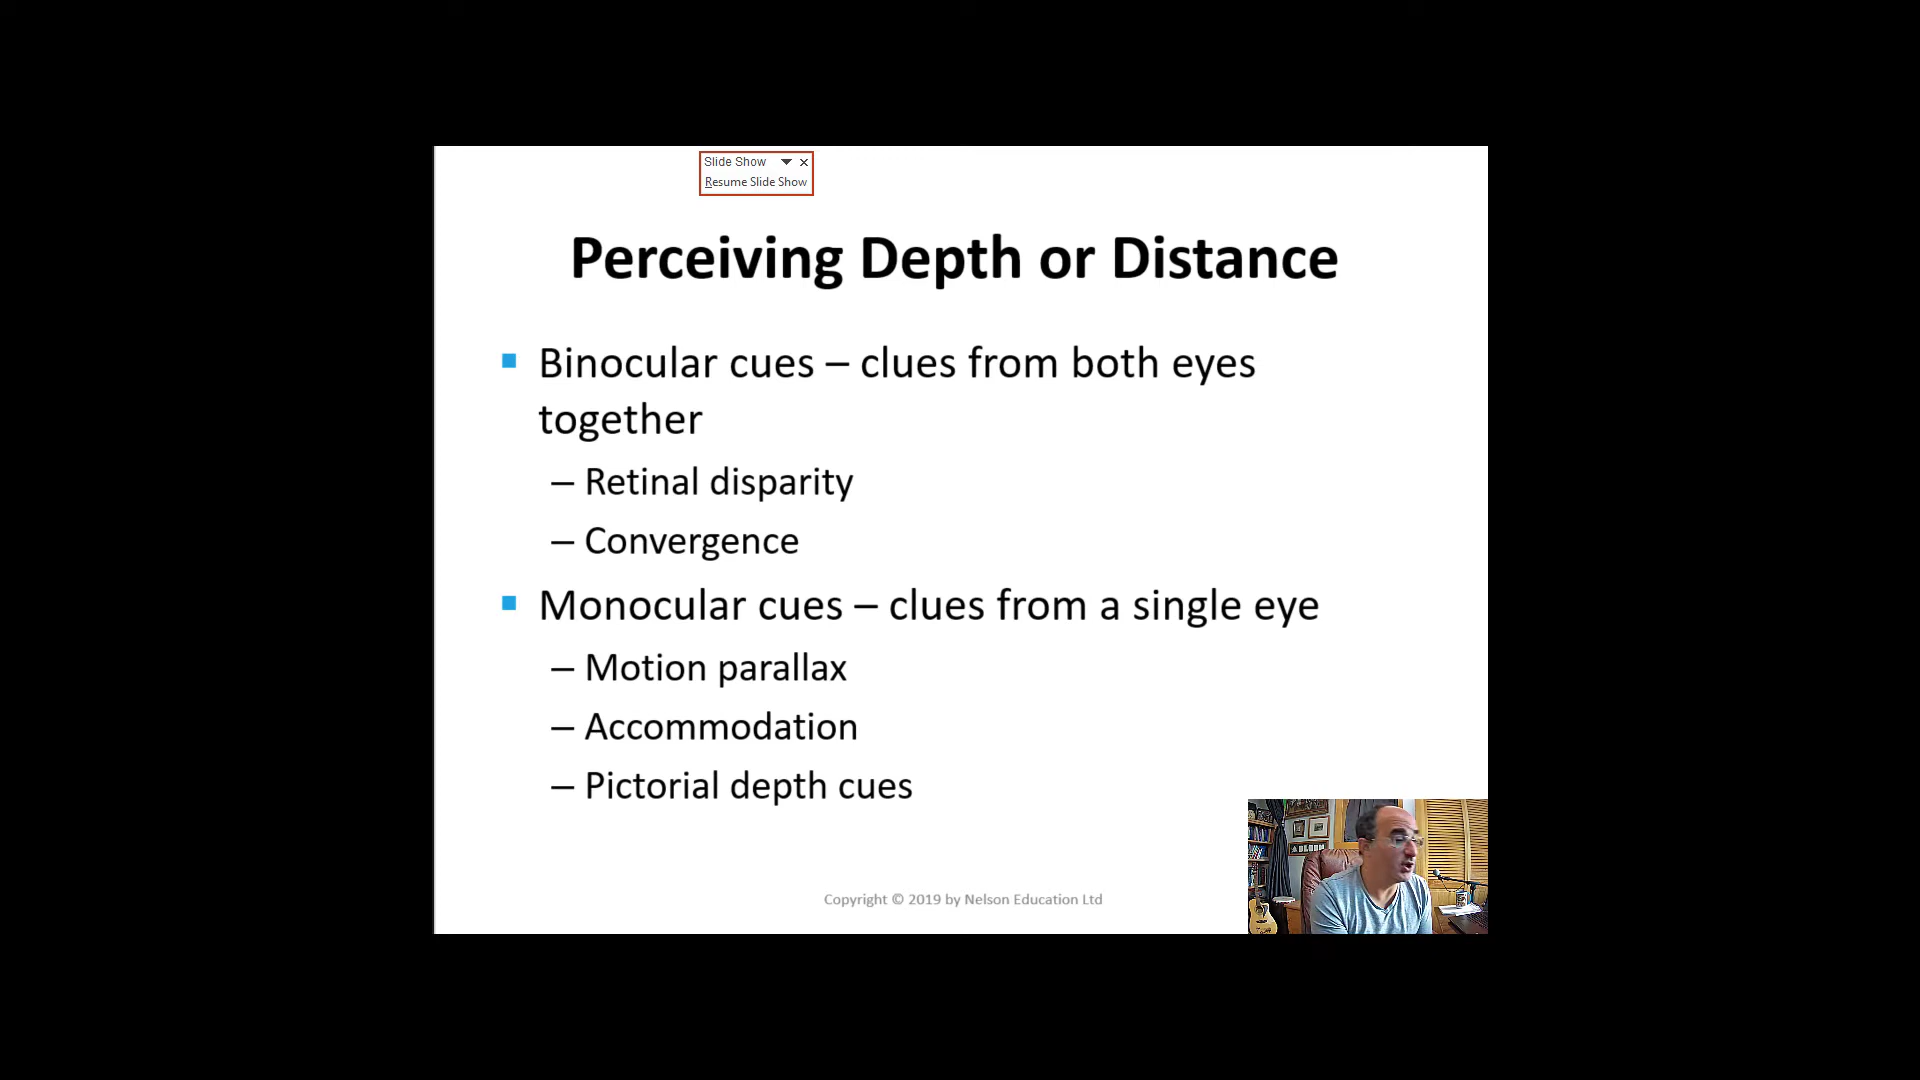 Slide Show
Resume Slide Show
Perceiving Depth or Distance
Binocular cues – clues from both eyes
together
– Retinal disparity
– Convergence
Monocular cues – clues from a single eye
– Motion parallax
– Accommodation
– Pictorial depth cues
Copyright © 2019 by Nelson Education Ltd